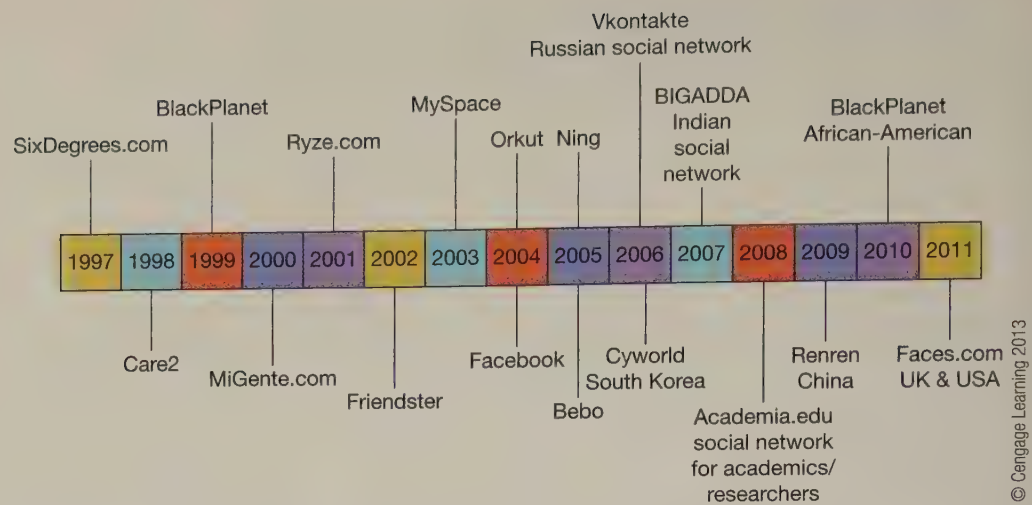 Vkontakte
Russian social network
BlackPlanet
MySpace
BIGADDA
Indian
social
network
BlackPlanet
African-American
SixDegrees.com
Ryze.com
Orkut
Ning
1997
1998
1999
2000
2001
2002
2003
2004
2005
2006
2007
2008
2009
2010
2011
Care2
MiGente.com
Friendster
Facebook
Bebo
Cyworld
South Korea
Academia.edu
social network
for academics/
researchers
Renren
China
Faces.com
UK & USA
© Cengage Learning 2013